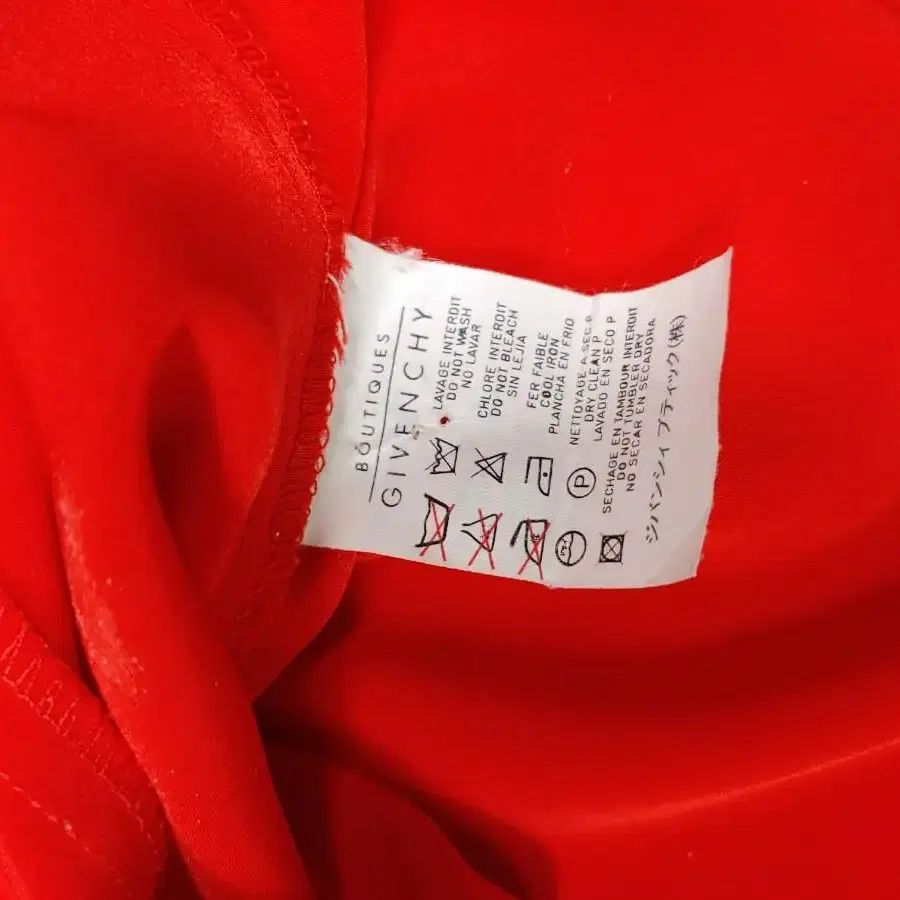 BOUTIQUES
GIVENCHY
LAVAGE INTERDIT
DO NOT WASH
NO LAVAR
CHLORE INTERDIT
DO NOT BLEACH
SIN LEJIA
FER FAIBLE
COOL IRON
PLANCHA EN FRIO
NETTOYAGE A SEC P
DRY CLEAN P
LAVADO EN SECO P
P
SECHAGE EN TAMBOUR INTERDIT
DO NOT TUMBLER DRY
NO SECAR EN SECADORA
ジバンシィ ブティック(株)